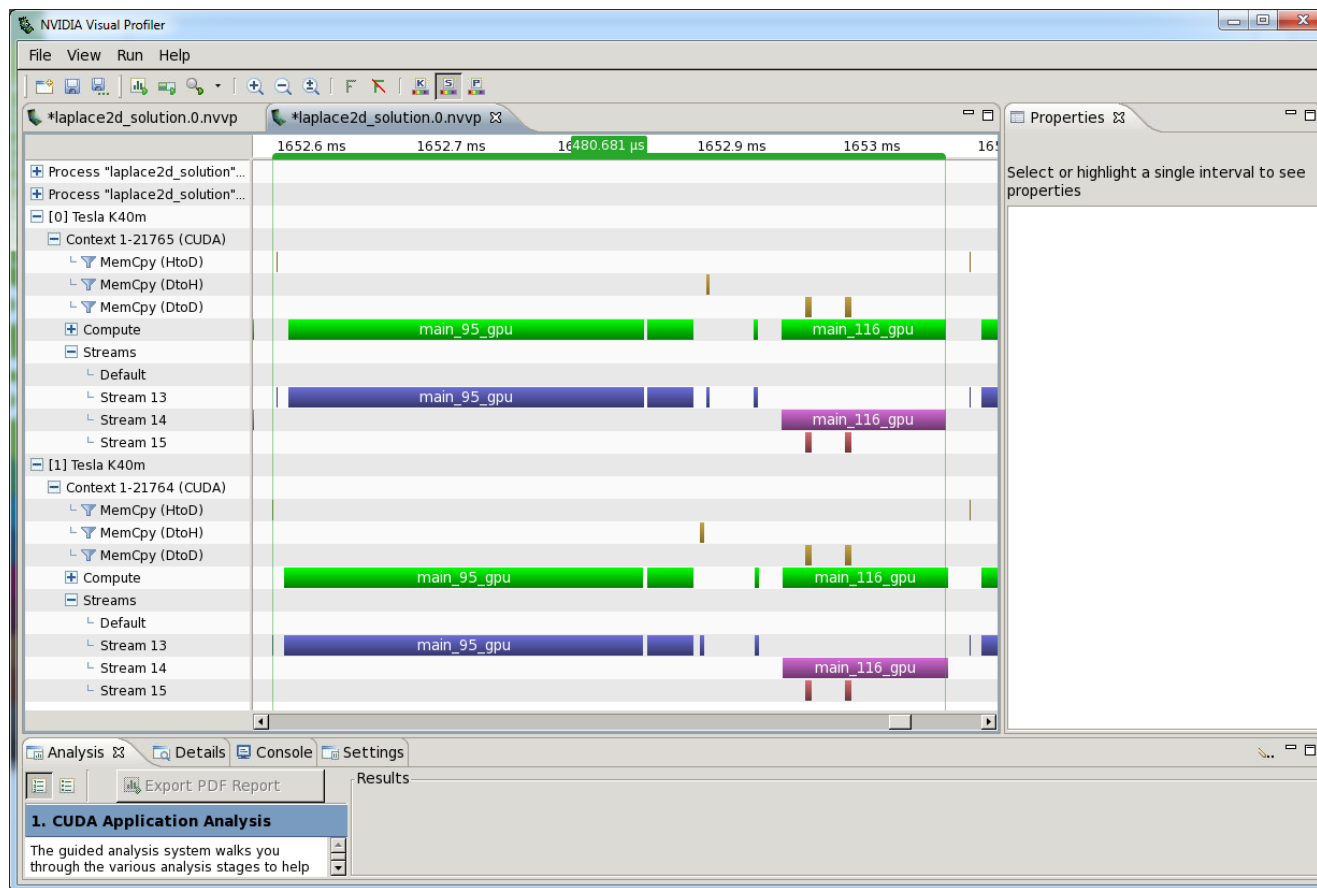 NVIDIA Visual Profiler
File View Run Help
*laplace2d_solution.0.nvvp
*laplace2d_solution.0.nvvp
Properties
1652.6 ms 1652.7 ms 480.681 µs 1652.9 ms 1653 ms
Select or highlight a single interval to see
properties
Process "laplace2d_solution"...
Process "laplace2d_solution"...
[0] Tesla K40m
Context 1-21765 (CUDA)
MemCpy (HtoD)
MemCpy (DtoH)
MemCpy (DtoD)
Compute main_95_gpu main_116_gpu
Streams
Default
Stream 13 main_95_gpu
Stream 14 main_116_gpu
Stream 15
[1] Tesla K40m
Context 1-21764 (CUDA)
MemCpy (HtoD)
MemCpy (DtoH)
MemCpy (DtoD)
Compute main_95_gpu main_116_gpu
Streams
Default
Stream 13 main_95_gpu
Stream 14 main_116_gpu
Stream 15
Analysis Details Console Settings
Export PDF Report
Results
1. CUDA Application Analysis
The guided analysis system walks you
through the various analysis stages to help